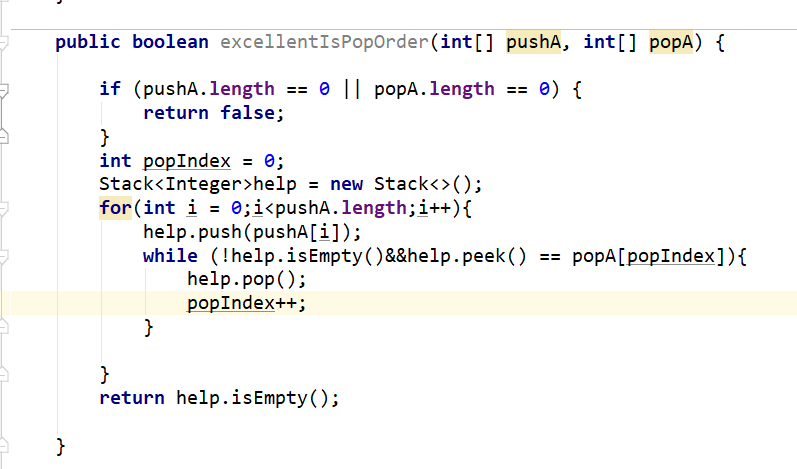 public boolean excellentIsPopOrder(int[] pushA, int[] popA) {
if (pushA.length == 0 || popA.length == 0) {
return false;
}
int popIndex = 0;
Stack<Integer>help = new Stack<>();
for(int i = 0;i<pushA.length;i++){
help.push(pushA[i]);
while (!help.isEmpty()&&help.peek() == popA[popIndex]){
help.pop();
popIndex++;
}
}
return help.isEmpty();
}